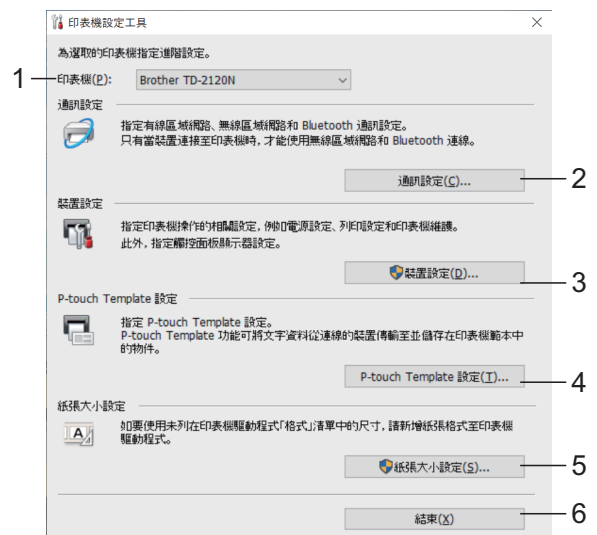 印表機設定工具
為選取的印表機指定進階設定。
1
印表機(P):
Brother TD-2120N
通訊設定
指定有線區域網路、無線區域網路和 Bluetooth 通訊設定。
只有當裝置連接至印表機時，才能使用無線區域網路和 Bluetooth 連線。
通訊設定(C)...
2
裝置設定
指定印表機操作的相關設定，例如電源設定、列印設定和印表機維護。
此外，指定觸控面板顯示器設定。
裝置設定(D)...
3
P-touch Template 設定
指定 P-touch Template 設定。
P-touch Template 功能可將文字資料從連線的裝置傳輸至並儲存在印表機範本中
的物件。
P-touch Template 設定(T)...
4
紙張大小設定
A
如要使用未列在印表機驅動程式「格式」清單中的尺寸，請新增紙張格式至印表機
驅動程式。
紙張大小設定(S)...
5
結束(X)
6